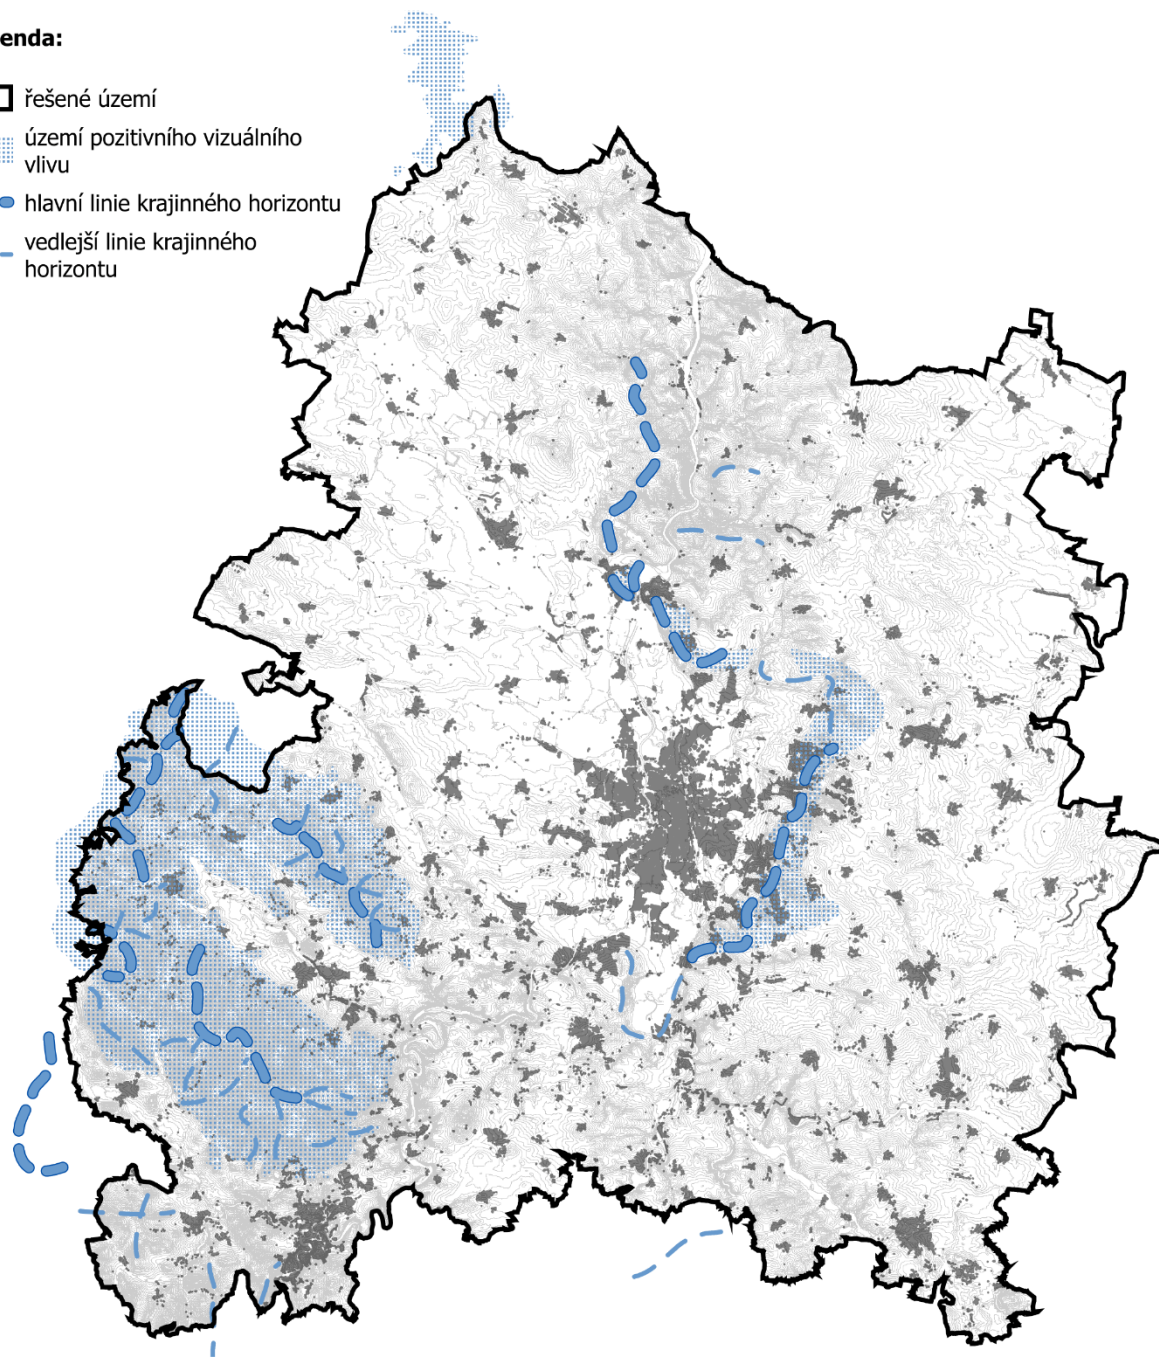 enda:
řešené území
území pozitivního vizuálního
vlivu
hlavní linie krajinného horizontu
vedlejší linie krajinného
horizontu